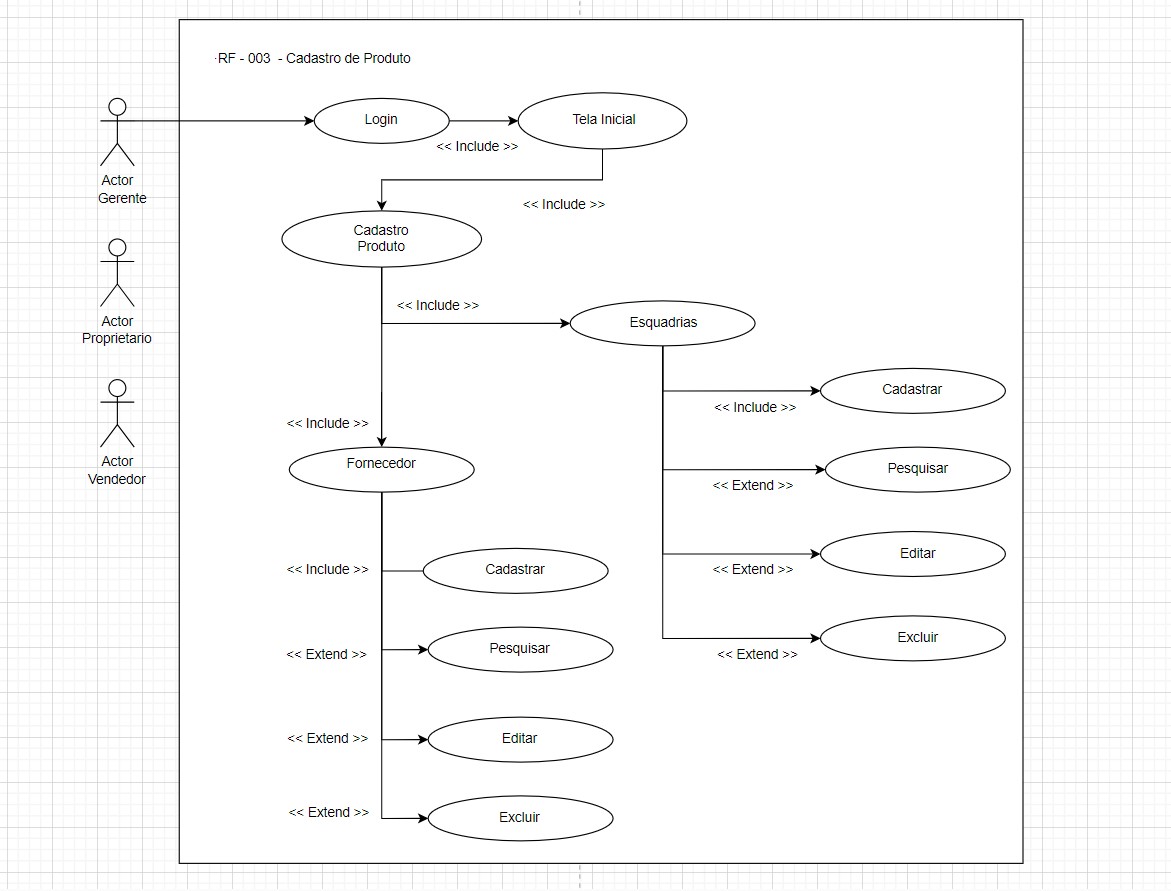 ·RF - 003  - Cadastro de Produto
Login
Tela Inicial
<< Include >>
Actor
Gerente
<< Include >>
Cadastro
Produto
<< Include >>
Esquadrias
Actor
Proprietario
Cadastrar
<< Include >>
<< Include >>
Actor
Vendedor
Fornecedor
Pesquisar
<< Extend >>
Editar
<< Extend >>
<< Include >>
Cadastrar
Excluir
<< Extend >>
Pesquisar
<< Extend >>
<< Extend >>
Editar
<< Extend >>
Excluir